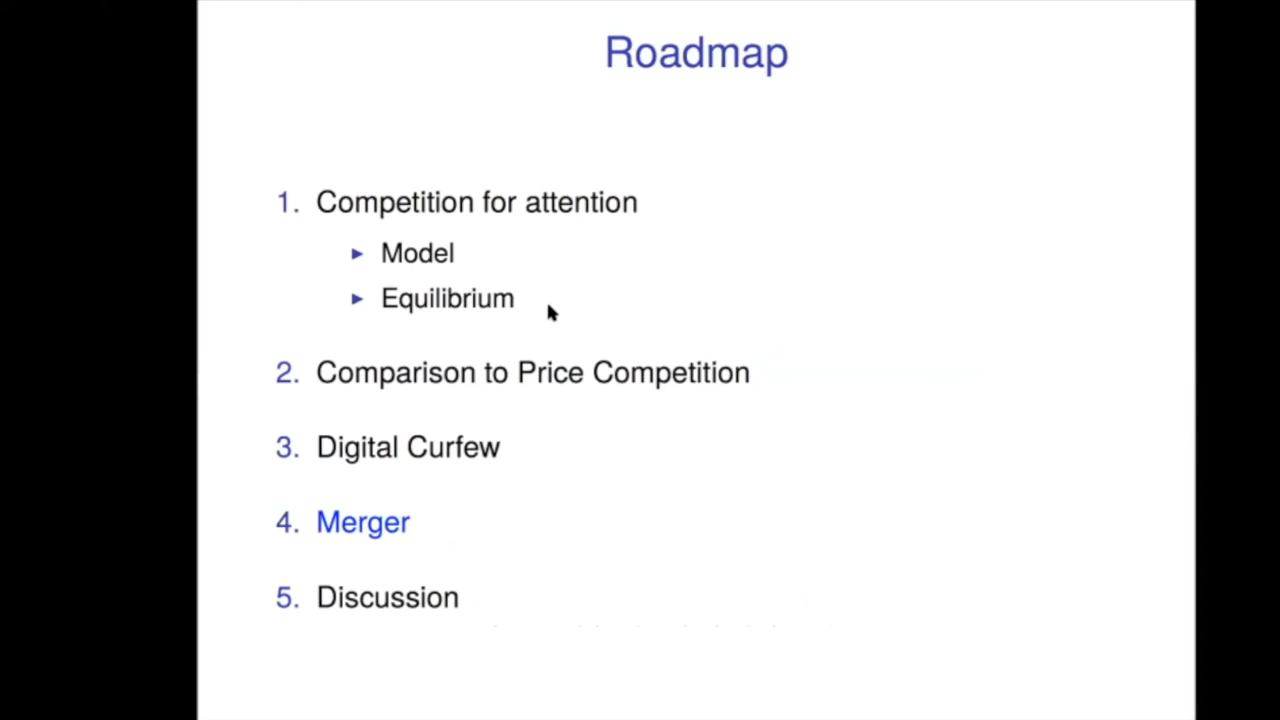 Roadmap
1. Competition for attention
► Model
► Equilibrium
2. Comparison to Price Competition
3. Digital Curfew
4. Merger
5. Discussion